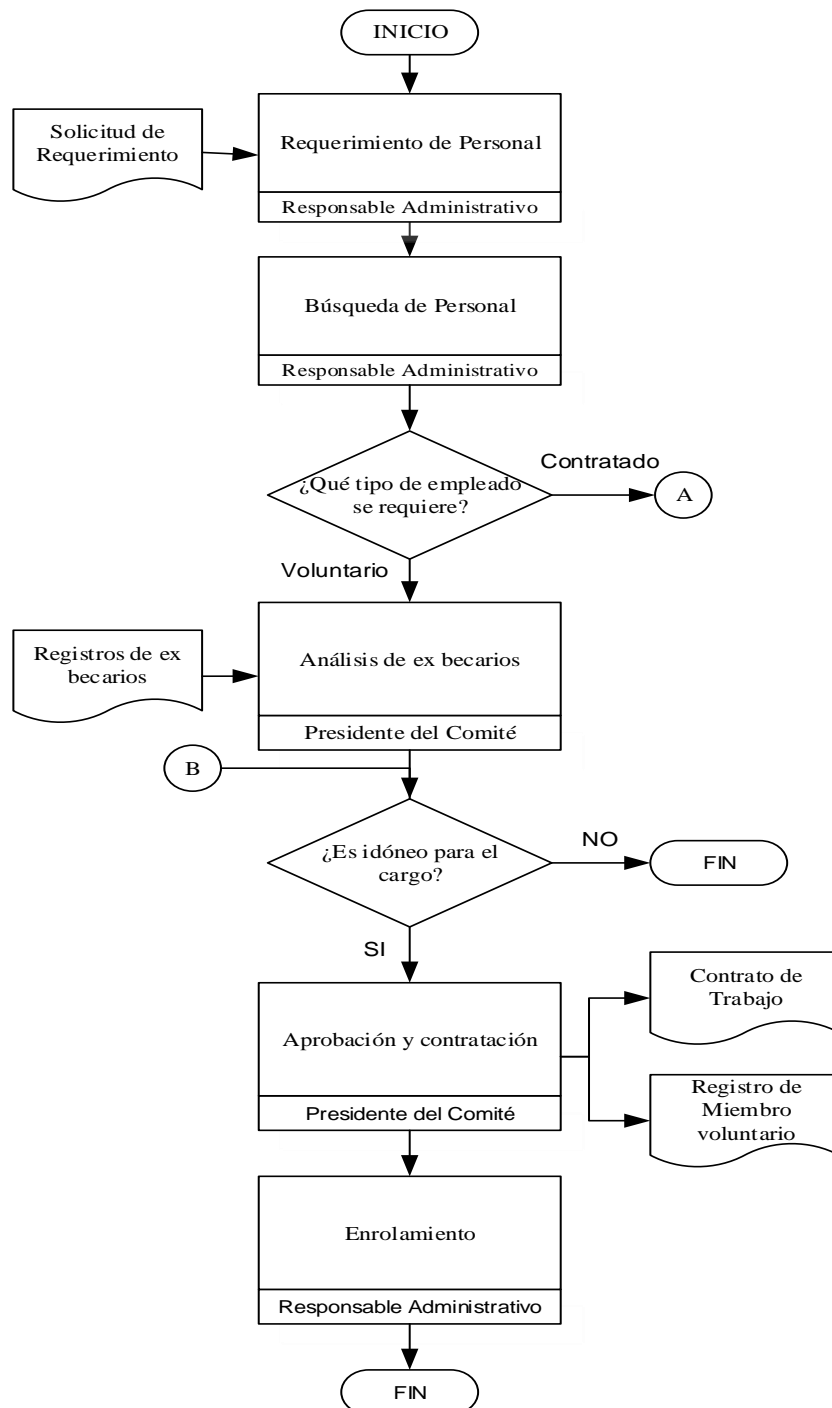 INICIO
Solicitud de
Requerimiento
Requerimiento de Personal
Responsable Administrativo
Búsqueda de Personal
Responsable Administrativo
¿Qué tipo de empleado
se requiere?
Contratado
A
Voluntario
Registros de ex
becarios
Análisis de ex becarios
Presidente del Comité
B
¿Es idóneo para el
cargo?
NO
FIN
SI
Aprobación y contratación
Presidente del Comité
Contrato de
Trabajo
Registro de
Miembro
voluntario
Enrolamiento
Responsable Administrativo
FIN